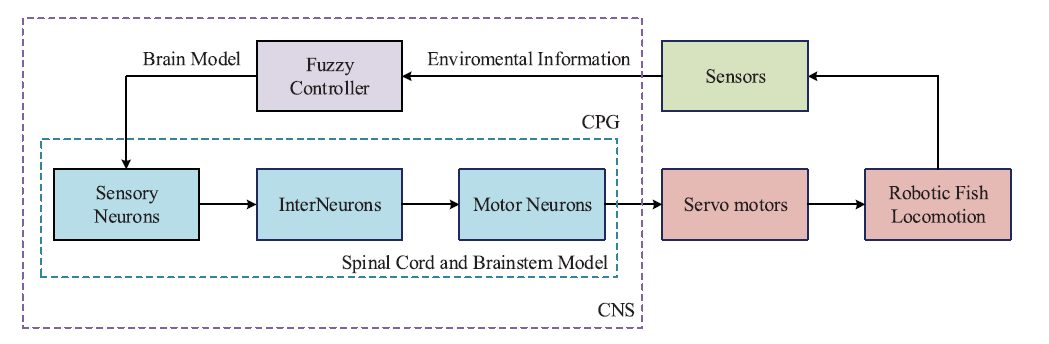 Brain Model
Fuzzy
Controller
Enviromental Information
Sensors
CPG
Sensory
Neurons
InterNeurons
Motor Neurons
Servo motors
Robotic Fish
Locomotion
Spinal Cord and Brainstem Model
CNS